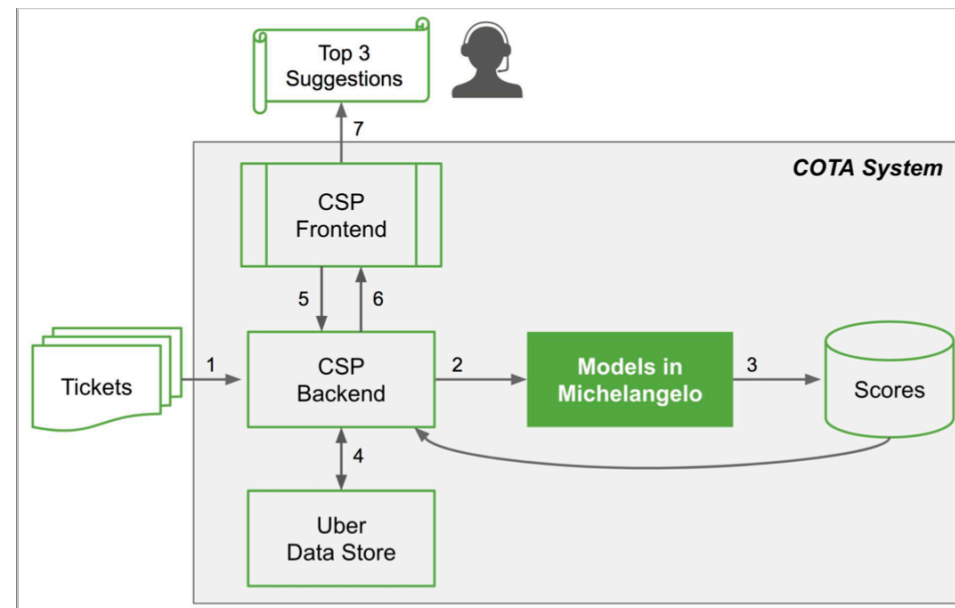 Top 3
Suggestions
7
COTA System
CSP
Frontend
5
6
Tickets
1
CSP
Backend
2
Models in
Michelangelo
3
Scores
4
Uber
Data Store